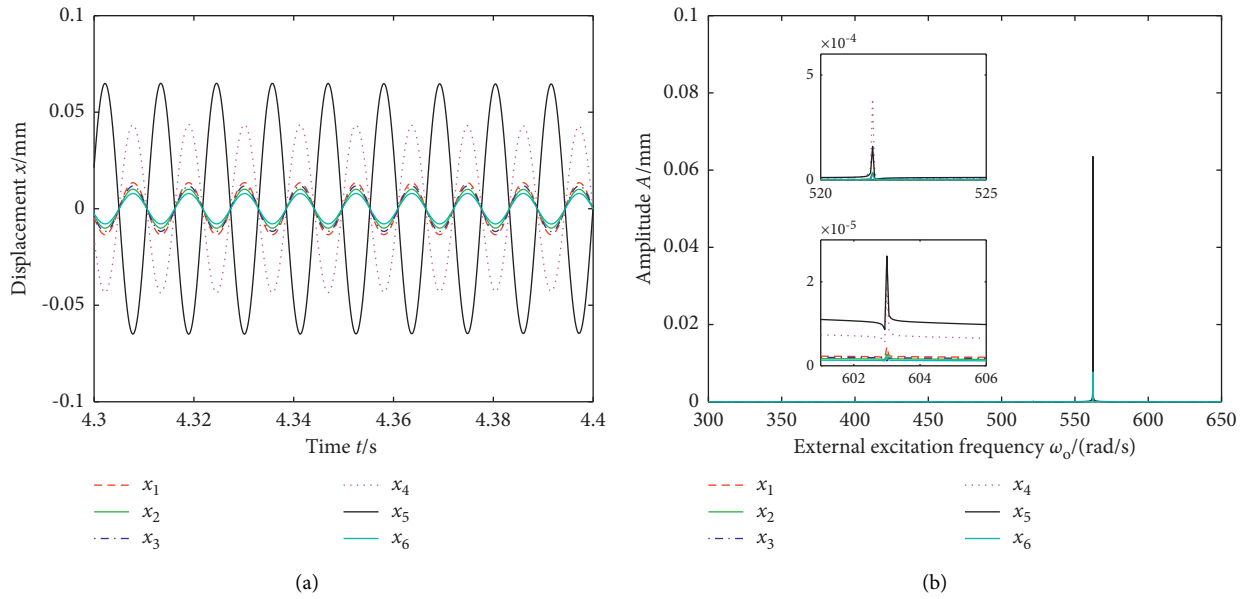 0.1
0.05
0
-0.05
-0.1
Displacement x/mm
4.3 4.32 4.34 4.36 4.38 4.4
Time t/s
x1 x4
x2 x5
x3 x6
(a)
0.1
0.08
0.06
0.04
0.02
0
Amplitude A/mm
×10-4
5
0
520 525
×10-5
2
0
602 604 606
300 350 400 450 500 550 600 650
External excitation frequency ωo/(rad/s)
x1 x4
x2 x5
x3 x6
(b)